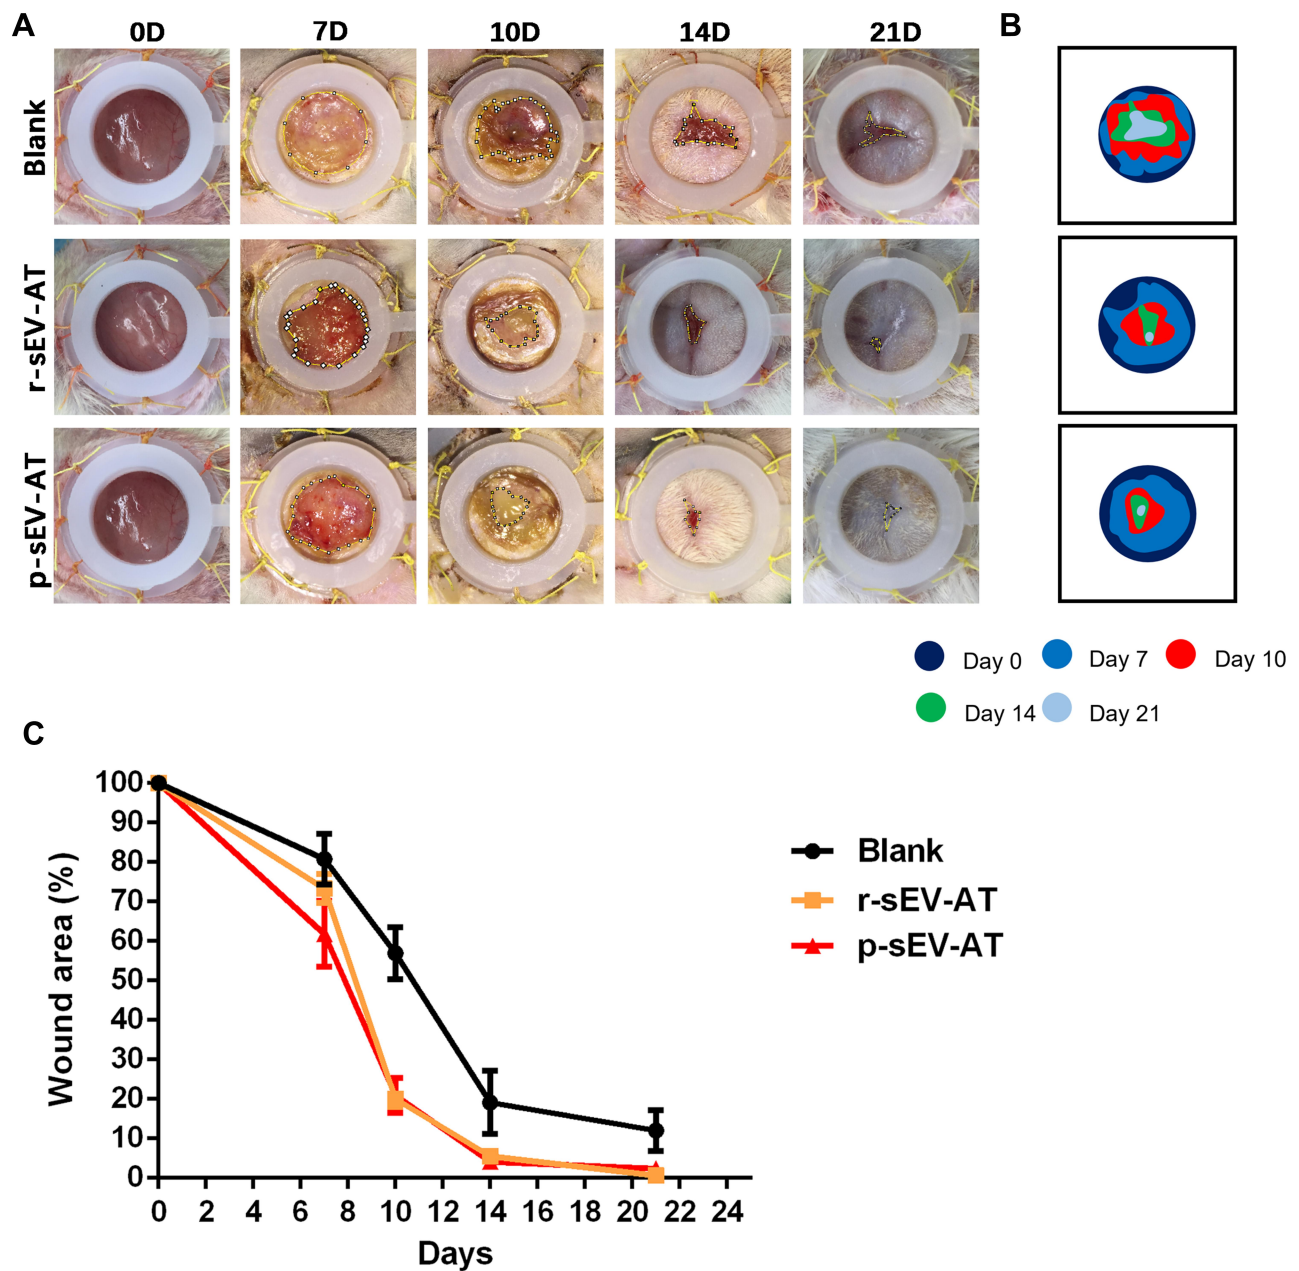 A
0D 7D 10D 14D 21D
B
Blank
r-sEV-AT
p-sEV-AT
Day 0 Day 7 Day 10
Day 14 Day 21
C
100
90
80
70
60
50
40
30
20
10
0
Wound area (%)
0 2 4 6 8 10 12 14 16 18 20 22 24
Days
Blank
r-sEV-AT
p-sEV-AT